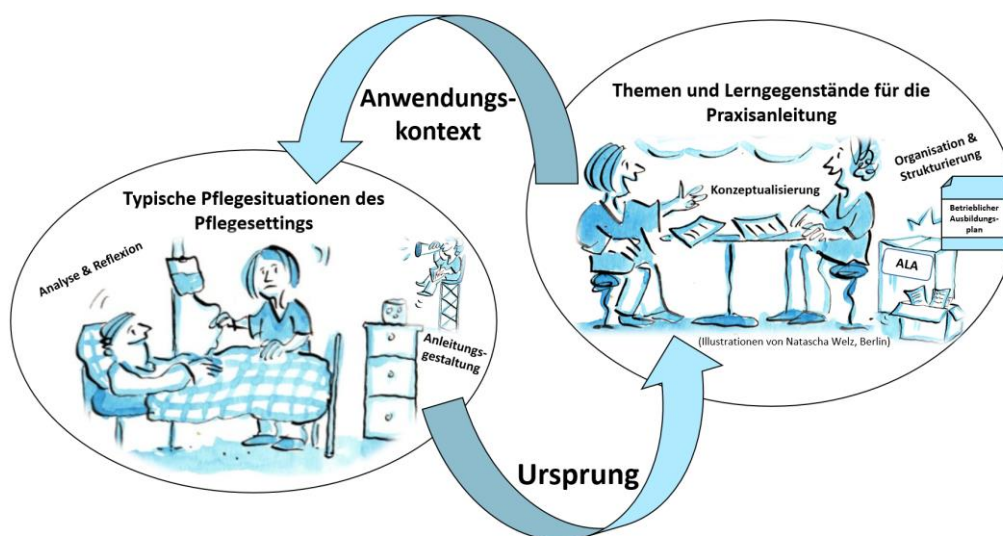 Anwendungs-
kontext
Themen und Lerngegenstände für die
Praxisanleitung
Organisation &
Strukturierung
Konzeptualisierung
Betrieblicher
Ausbildungs-
plan
ALA
(Illustrationen von Natascha Welz, Berlin)
Typische Pflegesituationen des
Pflegesettings
Analyse & Reflexion
Anleitungs-
gestaltung
Ursprung